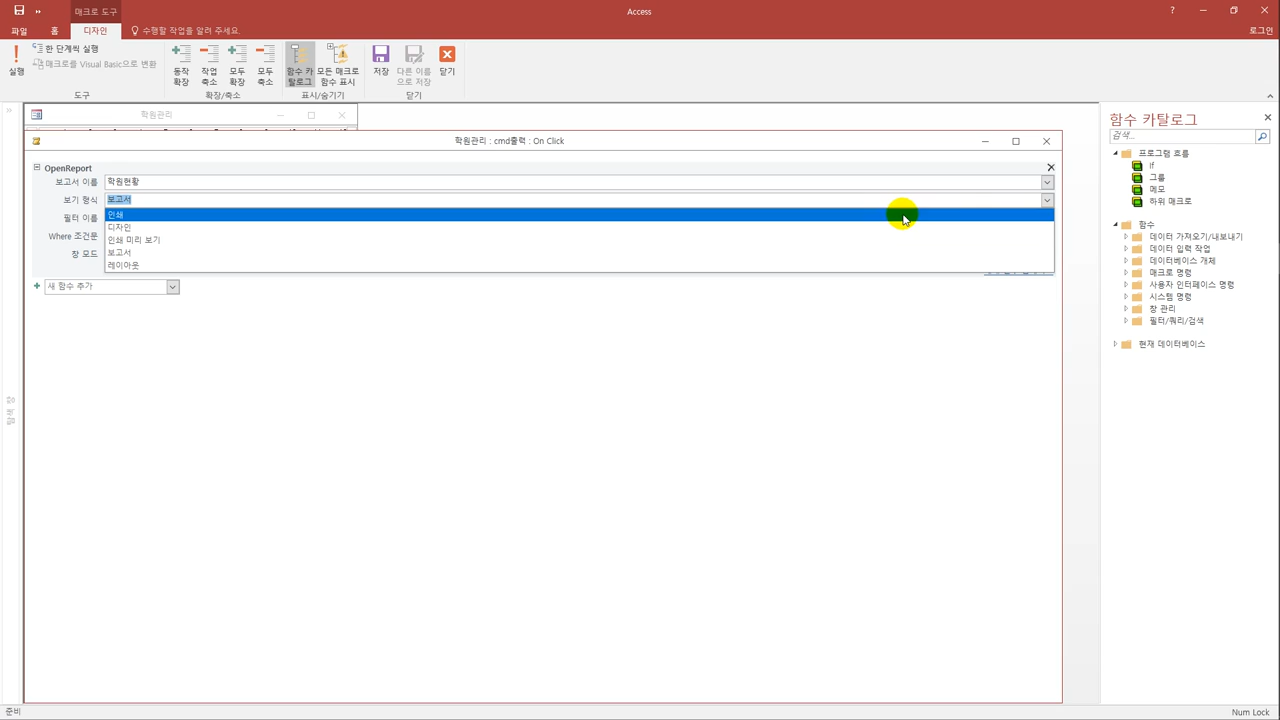 매크로 도구
Access
파일
홈
디자인
수행할 작업을 알려 주세요.
로그인
실행
한 단계씩 실행
매크로를 Visual Basic으로 변환
도구
동작
확장
작업
축소
모두
확장
모두
축소
확장/축소
함수 카
탈로그
모든 매크로
함수 표시
표시/숨기기
저장
다른 이름
으로 저장
닫기
닫기
학원관리
학원관리 : cmd출력 : On Click
OpenReport
보고서 이름
학원현황
보기 형식
보고서
필터 이름
Where 조건문
창 모드
인쇄
디자인
인쇄 미리 보기
보고서
레이아웃
새 함수 추가
함수 카탈로그
검색...
프로그램 흐름
If
그룹
메모
하위 매크로
함수
데이터 가져오기/내보내기
데이터 입력 작업
데이터베이스 개체
매크로 명령
사용자 인터페이스 명령
시스템 명령
창 관리
필터/쿼리/검색
현재 데이터베이스
탐색 창
준비
Num Lock